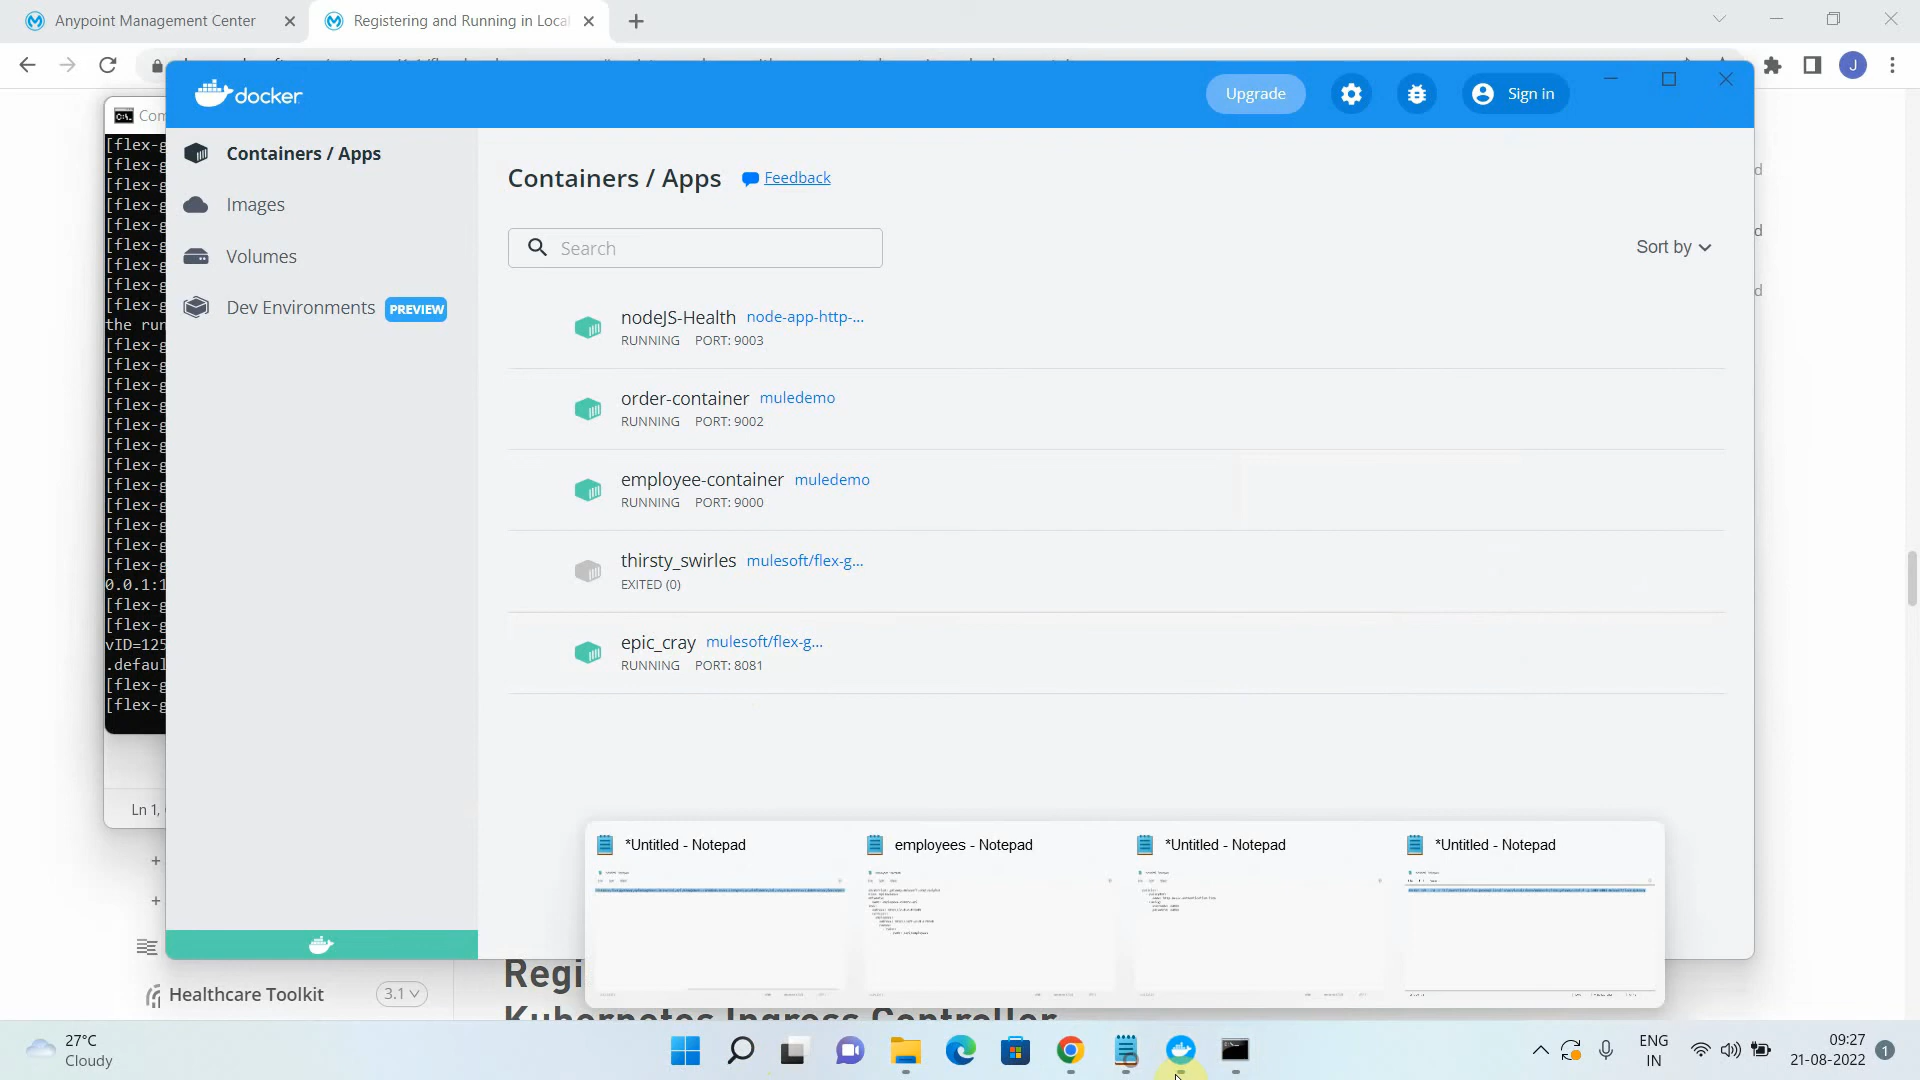 Anypoint Management Center
Registering and Running in Loca
J
docker
Upgrade
Sign in
Com
Containers / Apps
Images
Volumes
Dev Environments PREVIEW
Containers / Apps Feedback
Search
Sort by
nodeJS-Health node-app-http-...
RUNNING PORT: 9003
order-container muledemo
RUNNING PORT: 9002
employee-container muledemo
RUNNING PORT: 9000
thirsty_swirles mulesoft/flex-g...
EXITED (0)
epic_cray mulesoft/flex-g...
RUNNING PORT: 8081
[flex-g
[flex-g
[flex-g
[flex-g
[flex-g
[flex-g
[flex-g
[flex-g
[flex-g
the run
[flex-g
[flex-g
[flex-g
[flex-g
[flex-g
[flex-g
[flex-g
[flex-g
[flex-g
[flex-g
[flex-g
[flex-g
0.0.1:1
[flex-g
[flex-g
vID=125
.defaul
[flex-g
[flex-g
Ln 1,
*Untitled - Notepad
employees - Notepad
*Untitled - Notepad
*Untitled - Notepad
Healthcare Toolkit 3.1
Regi
Kubernetes Ingress Controller
27°C
Cloudy
ENG
IN
09:27
21-08-2022
1